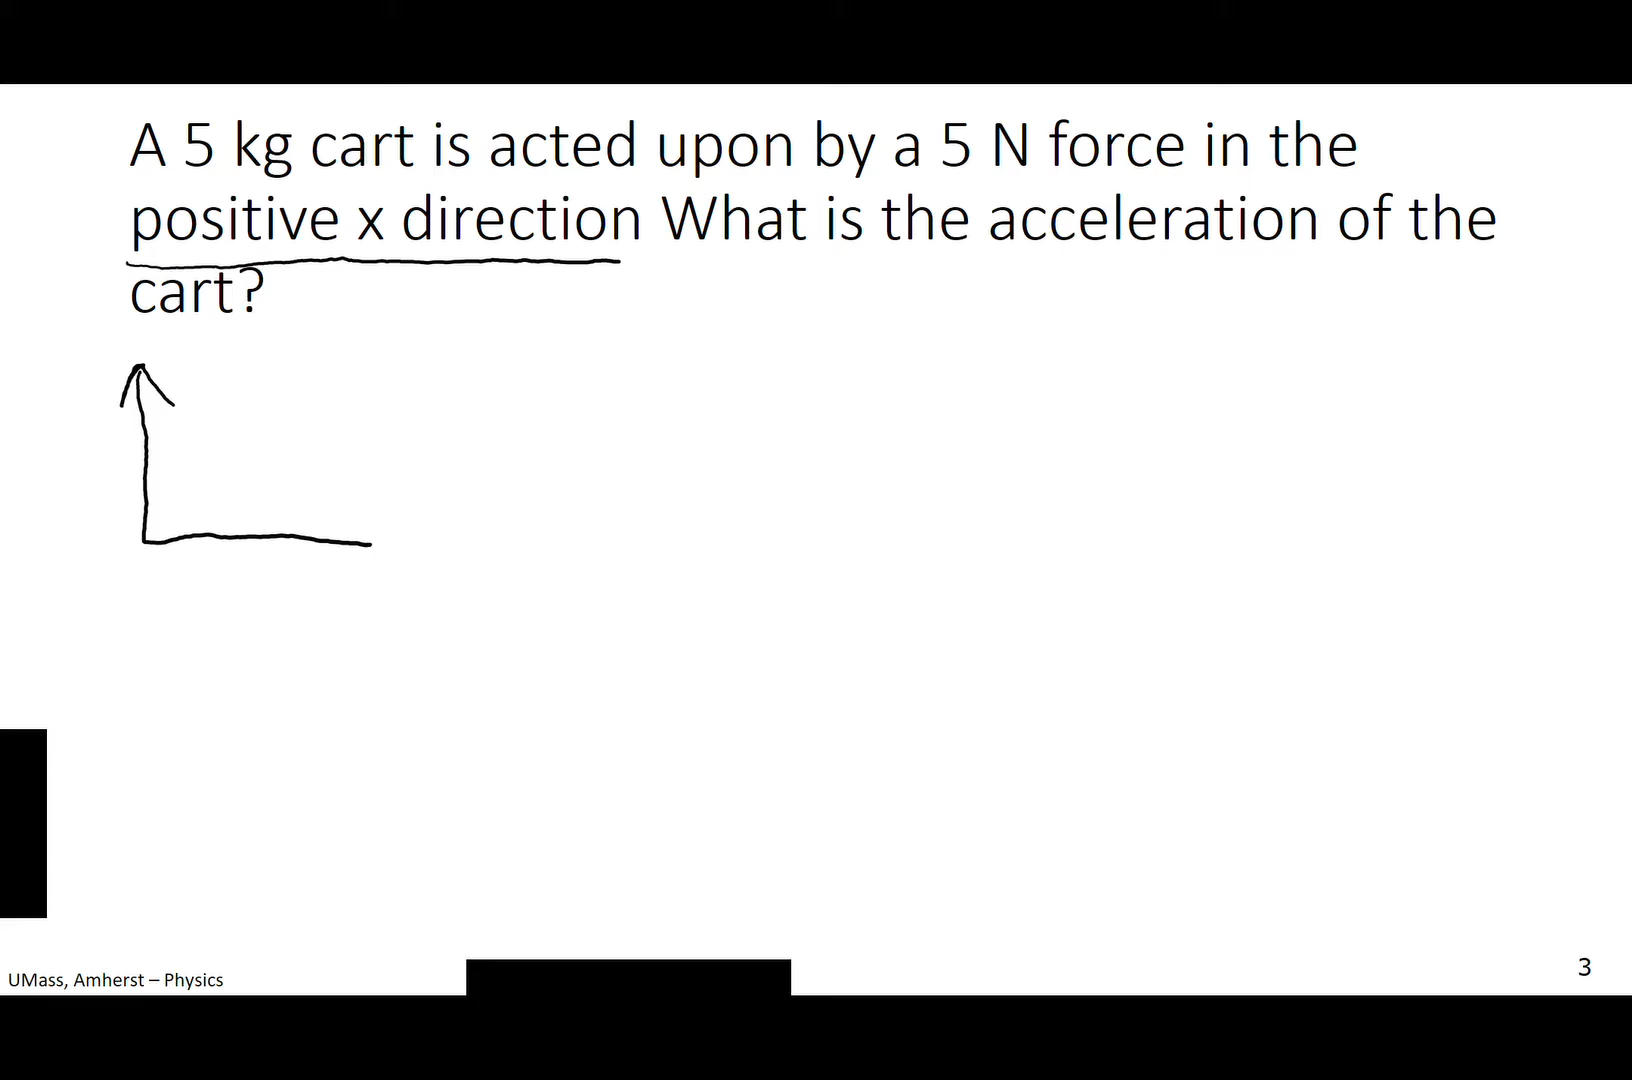 A 5 kg cart is acted upon by a 5 N force in the
positive x direction What is the acceleration of the
cart?
UMass, Amherst – Physics
3